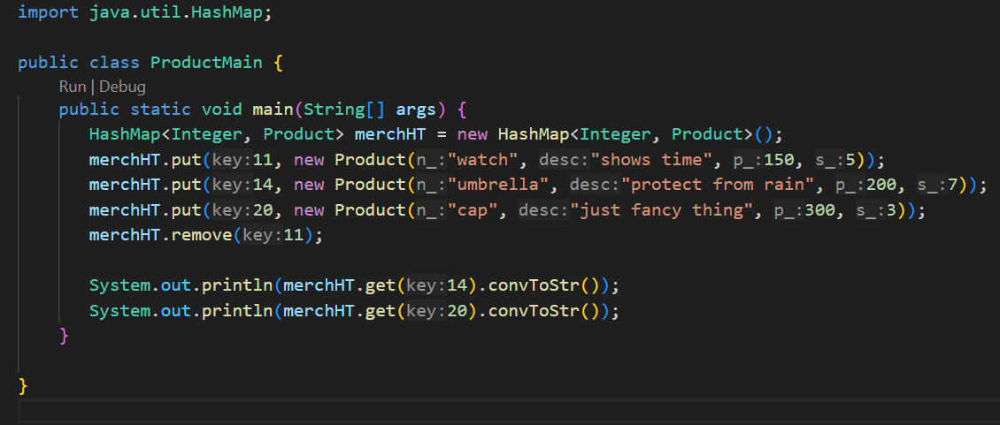 import java.util.HashMap;
public class ProductMain {
Run | Debug
public static void main(String[] args) {
HashMap<Integer, Product> merchHT = new HashMap<Integer, Product>();
merchHT.put(key:11, new Product(n_:"watch", desc:"shows time", p_:150, s_:5));
merchHT.put(key:14, new Product(n_:"umbrella", desc:"protect from rain", p_:200, s_:7));
merchHT.put(key:20, new Product(n_:"cap", desc:"just fancy thing", p_:300, s_:3));
merchHT.remove(key:11);
System.out.println(merchHT.get(key:14).convToStr());
System.out.println(merchHT.get(key:20).convToStr());
}
}